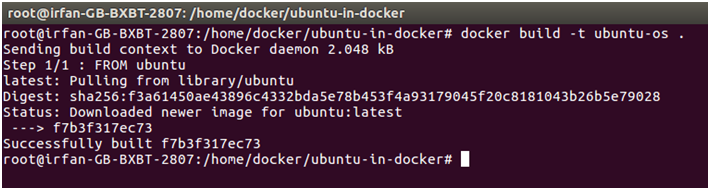 root@irfan-GB-BXBT-2807: /home/docker/ubuntu-in-docker
root@irfan-GB-BXBT-2807:/home/docker/ubuntu-in-docker# docker build -t ubuntu-os .
Sending build context to Docker daemon 2.048 kB
Step 1/1 : FROM ubuntu
latest: Pulling from library/ubuntu
Digest: sha256:f3a61450ae43896c4332bda5e78b453f4a93179045f20c8181043b26b5e79028
Status: Downloaded newer image for ubuntu:latest
 ---> f7b3f317ec73
Successfully built f7b3f317ec73
root@irfan-GB-BXBT-2807:/home/docker/ubuntu-in-docker#